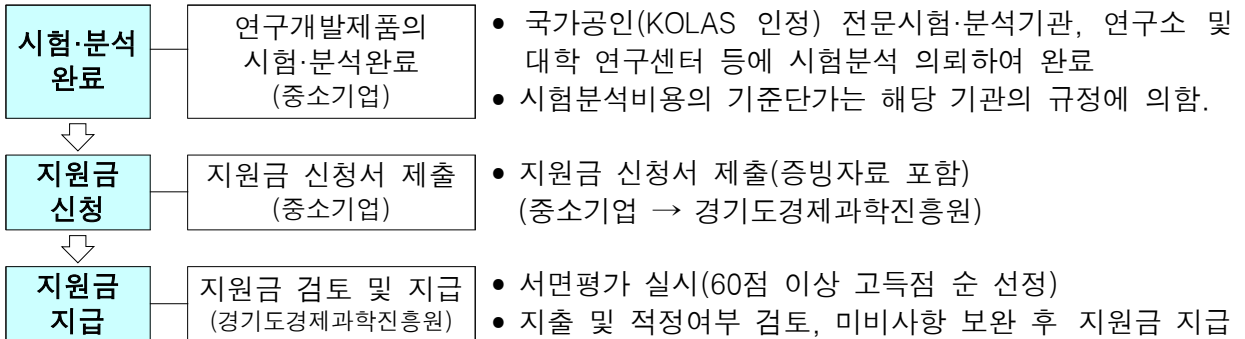 시험·분석
완료
연구개발제품의
시험·분석완료
(중소기업)
• 국가공인(KOLAS 인정) 전문시험·분석기관, 연구소 및
대학 연구센터 등에 시험분석 의뢰하여 완료
• 시험분석비용의 기준단가는 해당 기관의 규정에 의함.
지원금
신청
지원금 신청서 제출
(중소기업)
• 지원금 신청서 제출(증빙자료 포함)
(중소기업 → 경기도경제과학진흥원)
지원금
지급
지원금 검토 및 지급
(경기도경제과학진흥원)
• 서면평가 실시(60점 이상 고득점 순 선정)
• 지출 및 적정여부 검토, 미비사항 보완 후 지원금 지급